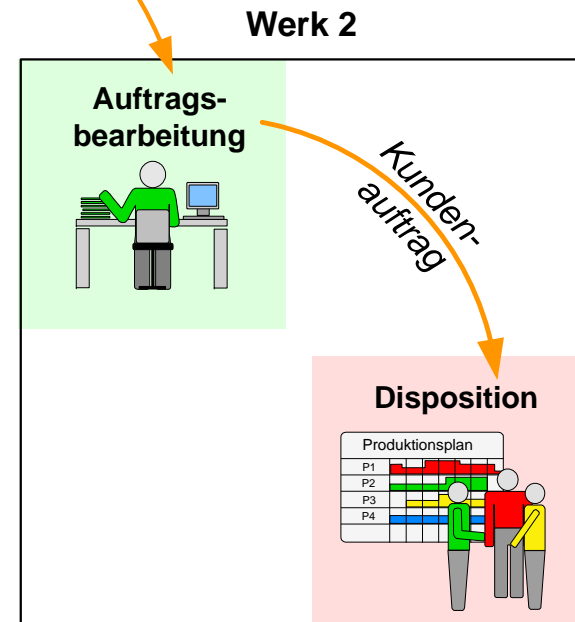 Werk 2
Auftrags-
bearbeitung
Kunden-
auftrag
Disposition
Produktionsplan
P1
P2
P3
P4